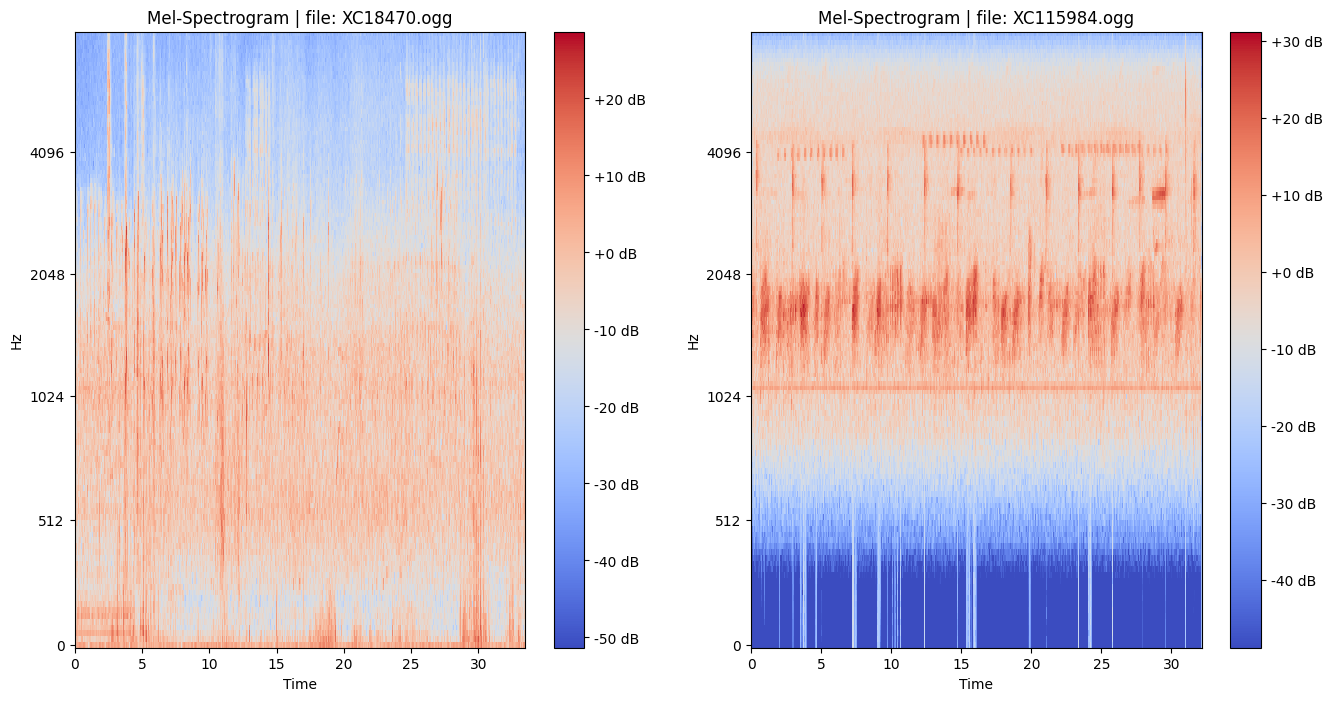 Mel-Spectrogram | file: XC18470.ogg
Hz
4096
2048
1024
512
0
0
5
10
15
20
25
30
Time
+20 dB
+10 dB
+0 dB
-10 dB
-20 dB
-30 dB
-40 dB
-50 dB
Mel-Spectrogram | file: XC115984.ogg
Hz
4096
2048
1024
512
0
0
5
10
15
20
25
30
Time
+30 dB
+20 dB
+10 dB
+0 dB
-10 dB
-20 dB
-30 dB
-40 dB